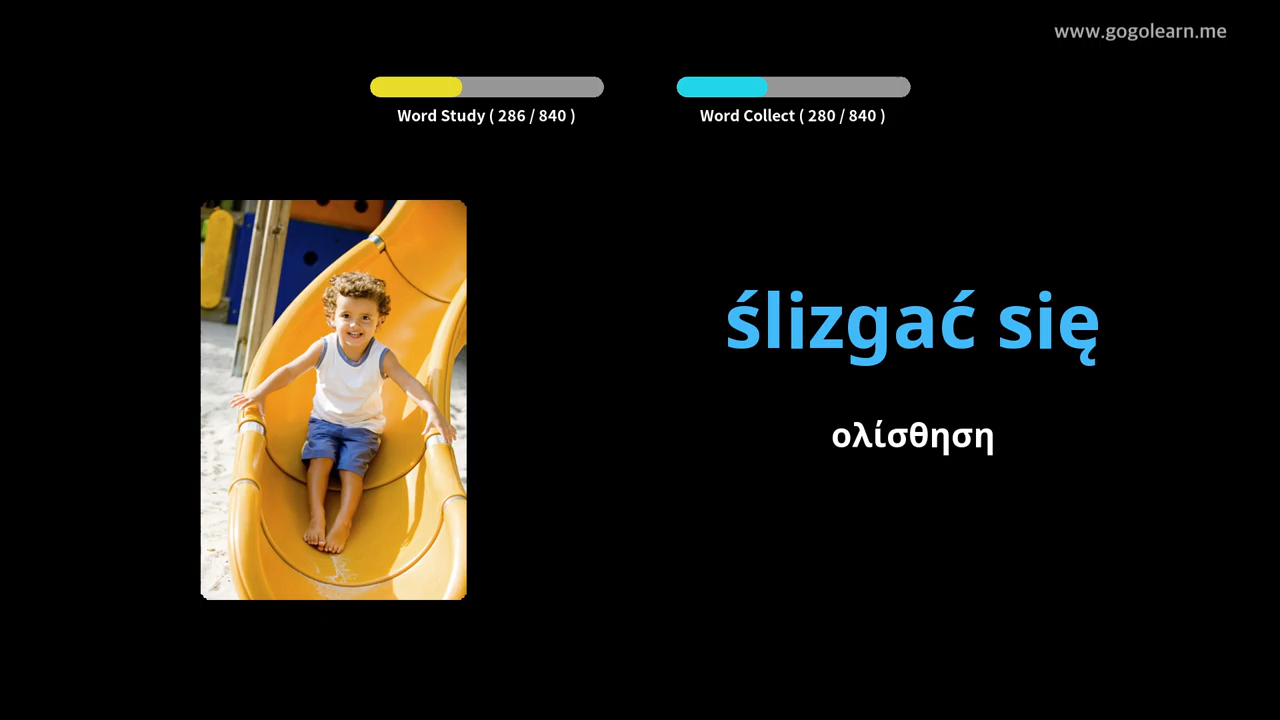 www.gogolearn.me
Word Study ( 286 / 840 )
Word Collect ( 280 / 840 )
ślizgać się
ολίσθηση